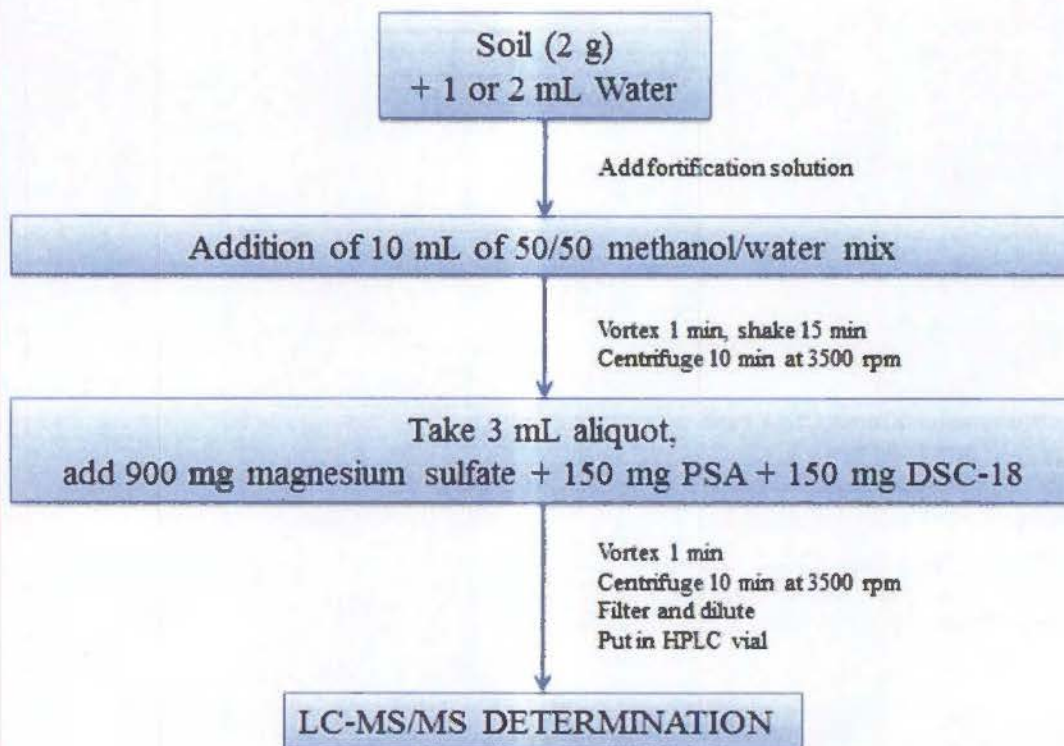 Soil (2 g)
+ 1 or 2 mL Water
Add fortification solution
Addition of 10 mL of 50/50 methanol/water mix
Vortex 1 min, shake 15 min
Centrifuge 10 min at 3500 rpm
Take 3 mL aliquot,
add 900 mg magnesium sulfate + 150 mg PSA + 150 mg DSC-18
Vortex 1 min
Centrifuge 10 min at 3500 rpm
Filter and dilute
Put in HPLC vial
LC-MS/MS DETERMINATION